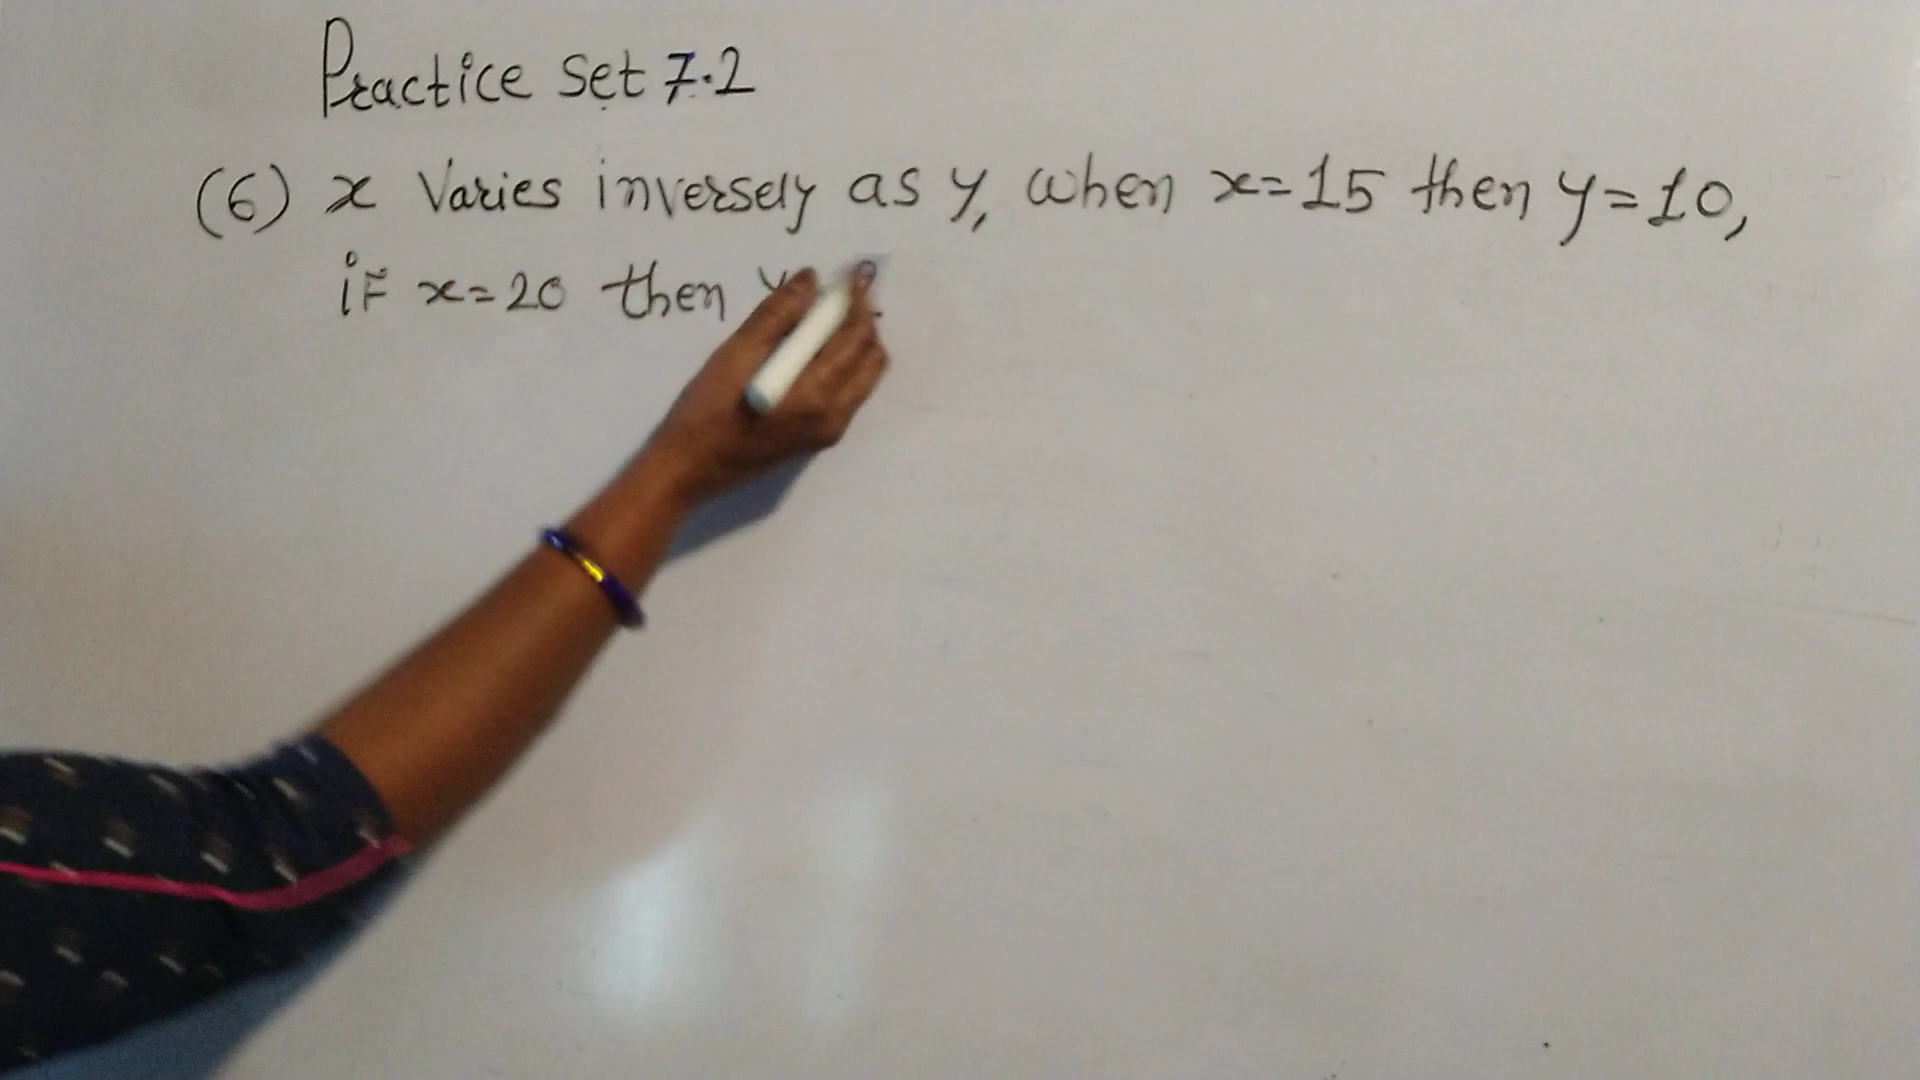 Practice Set 7.2
(6) x varies inversely as y, when x=15 then y=10,
if x=20 then y ?